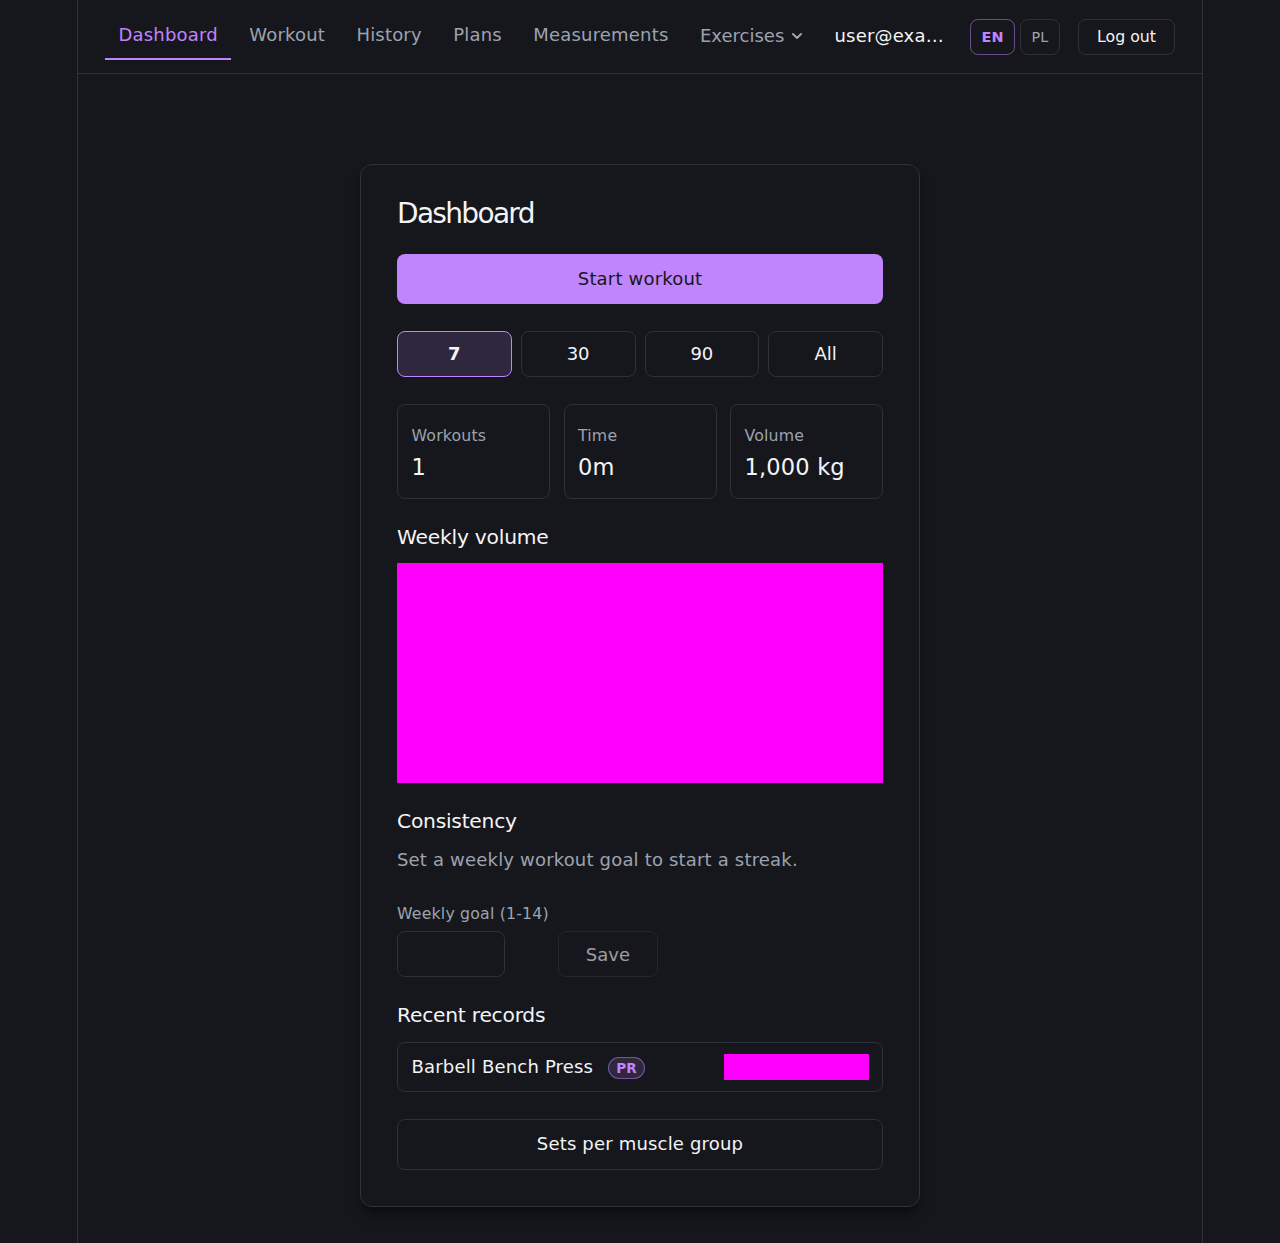 Dashboard Workout History Plans Measurements Exercises user@exa... EN PL Log out
Dashboard
Start workout
7 30 90 All
Workouts Time Volume
1 0m 1,000 kg
Weekly volume
Consistency
Set a weekly workout goal to start a streak.
Weekly goal (1-14)
Save
Recent records
Barbell Bench Press PR
Sets per muscle group